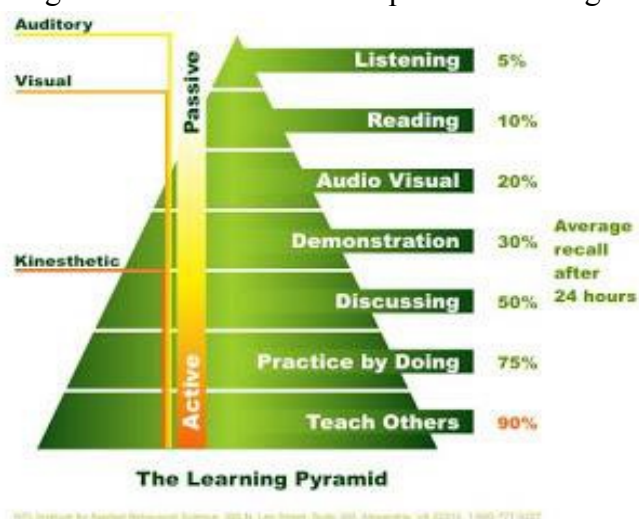 Auditory
Visual
Kinesthetic
Passive
Active
Listening 5%
Reading 10%
Audio Visual 20%
Demonstration 30%
Discussing 50%
Practice by Doing 75%
Teach Others 90%
Average
recall
after
24 hours
The Learning Pyramid